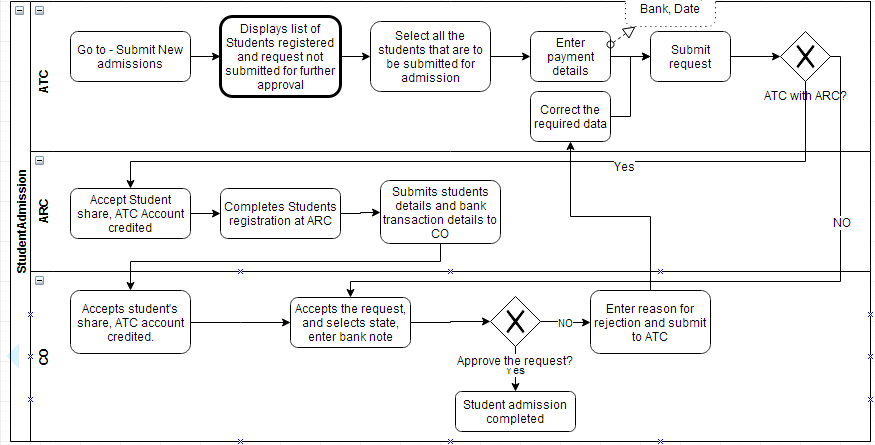 StudentAdmission
ATC
Go to - Submit New
admissions
Displays list of
Students registered
and request not
submitted for further
approval
Select all the
students that are to
be submitted for
admission
Enter
payment
details
Bank, Date
Submit
request
ATC with ARC?
Correct the
required data
Yes
NO
ARC
Accept Student
share, ATC Account
credited
Completes Students
registration at ARC
Submits students
details and bank
transaction details to
CO
CO
Accepts student's
share, ATC account
credited.
Accepts the request,
and selects state,
enter bank note
Approve the request?
NO
Yes
Enter reason for
rejection and submit
to ATC
Student admission
completed